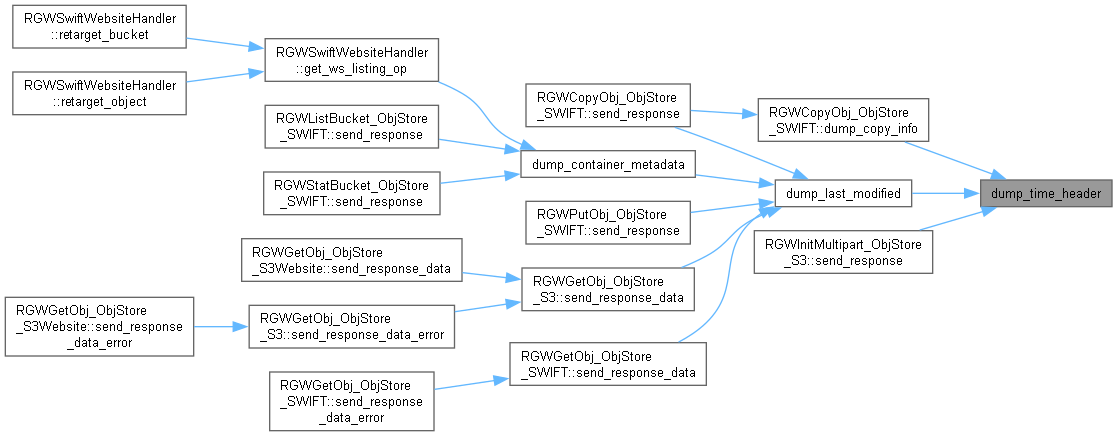 RGWSwiftWebsiteHandler
::retarget_bucket
RGWSwiftWebsiteHandler
::get_ws_listing_op
RGWSwiftWebsiteHandler
::retarget_object
RGWCopyObj_ObjStore
_SWIFT::send_response
RGWCopyObj_ObjStore
_SWIFT::dump_copy_info
RGWListBucket_ObjStore
_SWIFT::send_response
dump_container_metadata
RGWStatBucket_ObjStore
_SWIFT::send_response
dump_last_modified
dump_time_header
RGWPutObj_ObjStore
_SWIFT::send_response
RGWInitMultipart_ObjStore
_S3::send_response
RGWGetObj_ObjStore
_S3Website::send_response_data
RGWGetObj_ObjStore
_S3::send_response_data
RGWGetObj_ObjStore
_S3Website::send_response
_data_error
RGWGetObj_ObjStore
_S3::send_response_data_error
RGWGetObj_ObjStore
_SWIFT::send_response_data
RGWGetObj_ObjStore
_SWIFT::send_response
_data_error